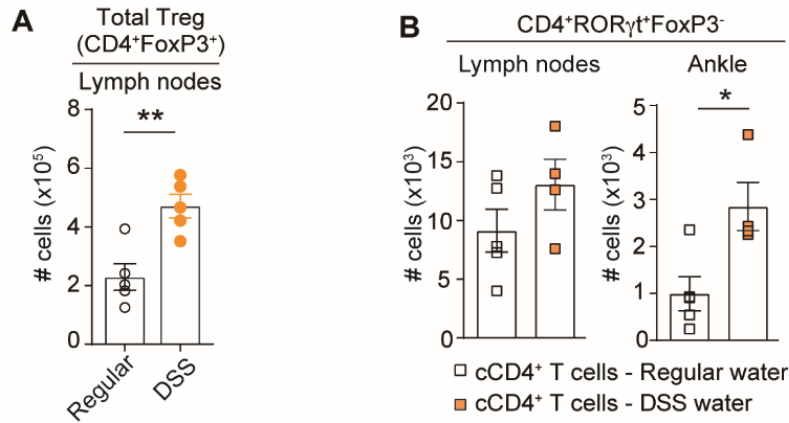 A
Total Treg
(CD4⁺FoxP3⁺)
Lymph nodes
**
# cells (x10⁵)
8
6
4
2
0
Regular
DSS
B
CD4⁺RORγt⁺FoxP3⁻
Lymph nodes
# cells (x10³)
20
15
10
5
0
Ankle
*
# cells (x10³)
5
4
3
2
1
0
cCD4⁺ T cells - Regular water
cCD4⁺ T cells - DSS water